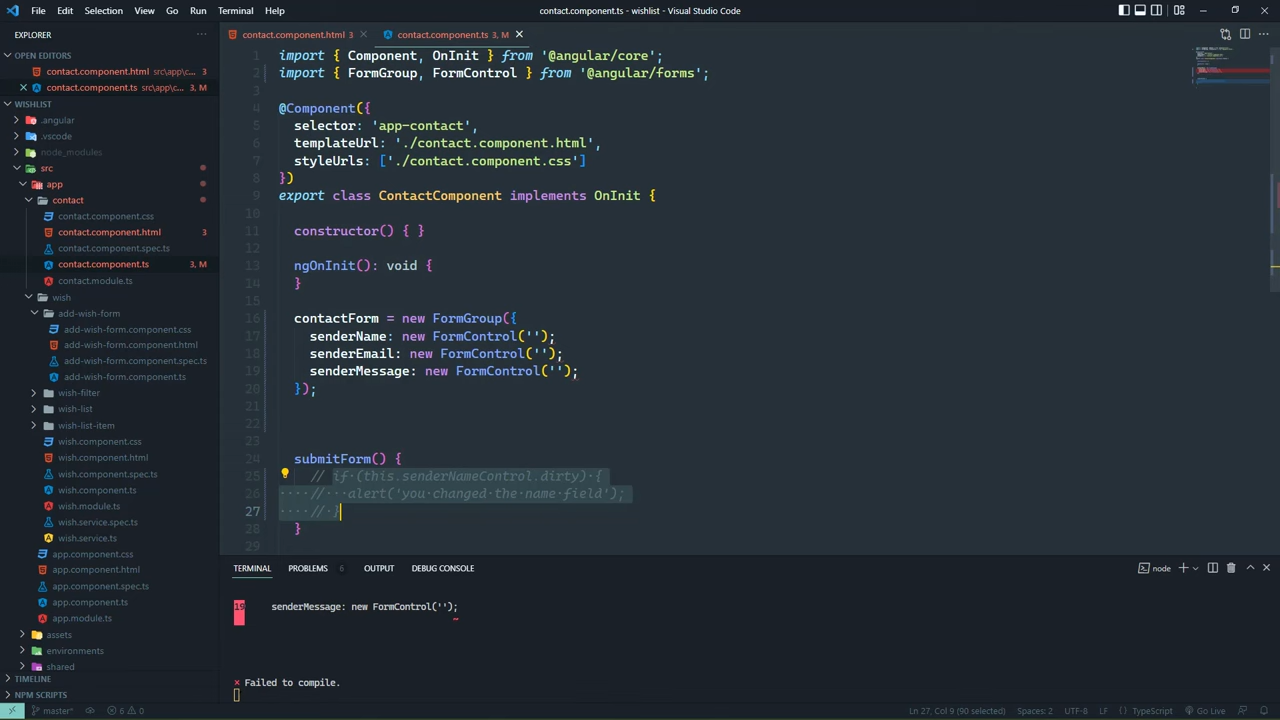 File Edit Selection View Go Run Terminal Help contact.component.ts - wishlist - Visual Studio Code
EXPLORER ···
contact.component.html 3 × contact.component.ts 3, M ×
OPEN EDITORS
contact.component.html src\app\c... 3
× contact.component.ts src\app\c... 3, M
WISHLIST
.angular
.vscode
node_modules
src
app
contact
contact.component.css
contact.component.html 3
contact.component.spec.ts
contact.component.ts 3, M
contact.module.ts
wish
add-wish-form
add-wish-form.component.css
add-wish-form.component.html
add-wish-form.component.spec.ts
add-wish-form.component.ts
wish-filter
wish-list
wish-list-item
wish.component.css
wish.component.html
wish.component.spec.ts
wish.component.ts
wish.module.ts
wish.service.spec.ts
wish.service.ts
app.component.css
app.component.html
app.component.spec.ts
app.component.ts
app.module.ts
assets
environments
shared
TIMELINE
NPM SCRIPTS
1 import { Component, OnInit } from '@angular/core';
2 import { FormGroup, FormControl } from '@angular/forms';
3
4 @Component({
5 selector: 'app-contact',
6 templateUrl: './contact.component.html',
7 styleUrls: ['./contact.component.css']
8 })
9 export class ContactComponent implements OnInit {
10
11 constructor() { }
12
13 ngOnInit(): void {
14 }
15
16 contactForm = new FormGroup({
17 senderName: new FormControl('');
18 senderEmail: new FormControl('');
19 senderMessage: new FormControl('');
20 });
21
22
23
24 submitForm() {
25 // if·(this.senderNameControl.dirty)·{
26 ····//···alert('you·changed·the·name·field');
27 ····//·}
28 }
29
TERMINAL PROBLEMS 6 OUTPUT DEBUG CONSOLE node
19 senderMessage: new FormControl('');
~
× Failed to compile.
master* 6 0 Ln 27, Col 9 (90 selected) Spaces: 2 UTF-8 LF { } TypeScript Go Live